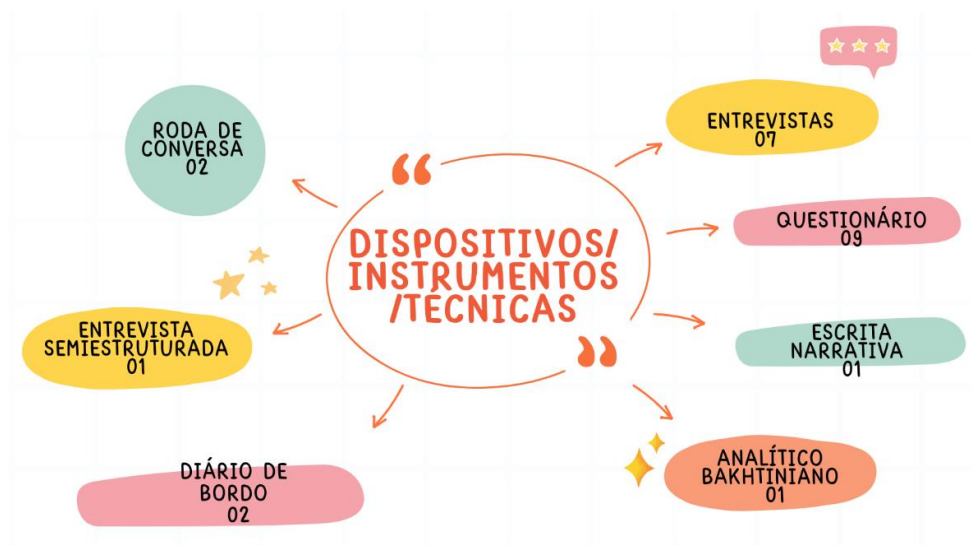 DISPOSITIVOS/
INSTRUMENTOS
/TÉCNICAS
RODA DE
CONVERSA
02
ENTREVISTAS
07
QUESTIONÁRIO
09
ENTREVISTA
SEMIESTRUTURADA
01
ESCRITA
NARRATIVA
01
DIÁRIO DE
BORDO
02
ANALÍTICO
BAKHTINIANO
01